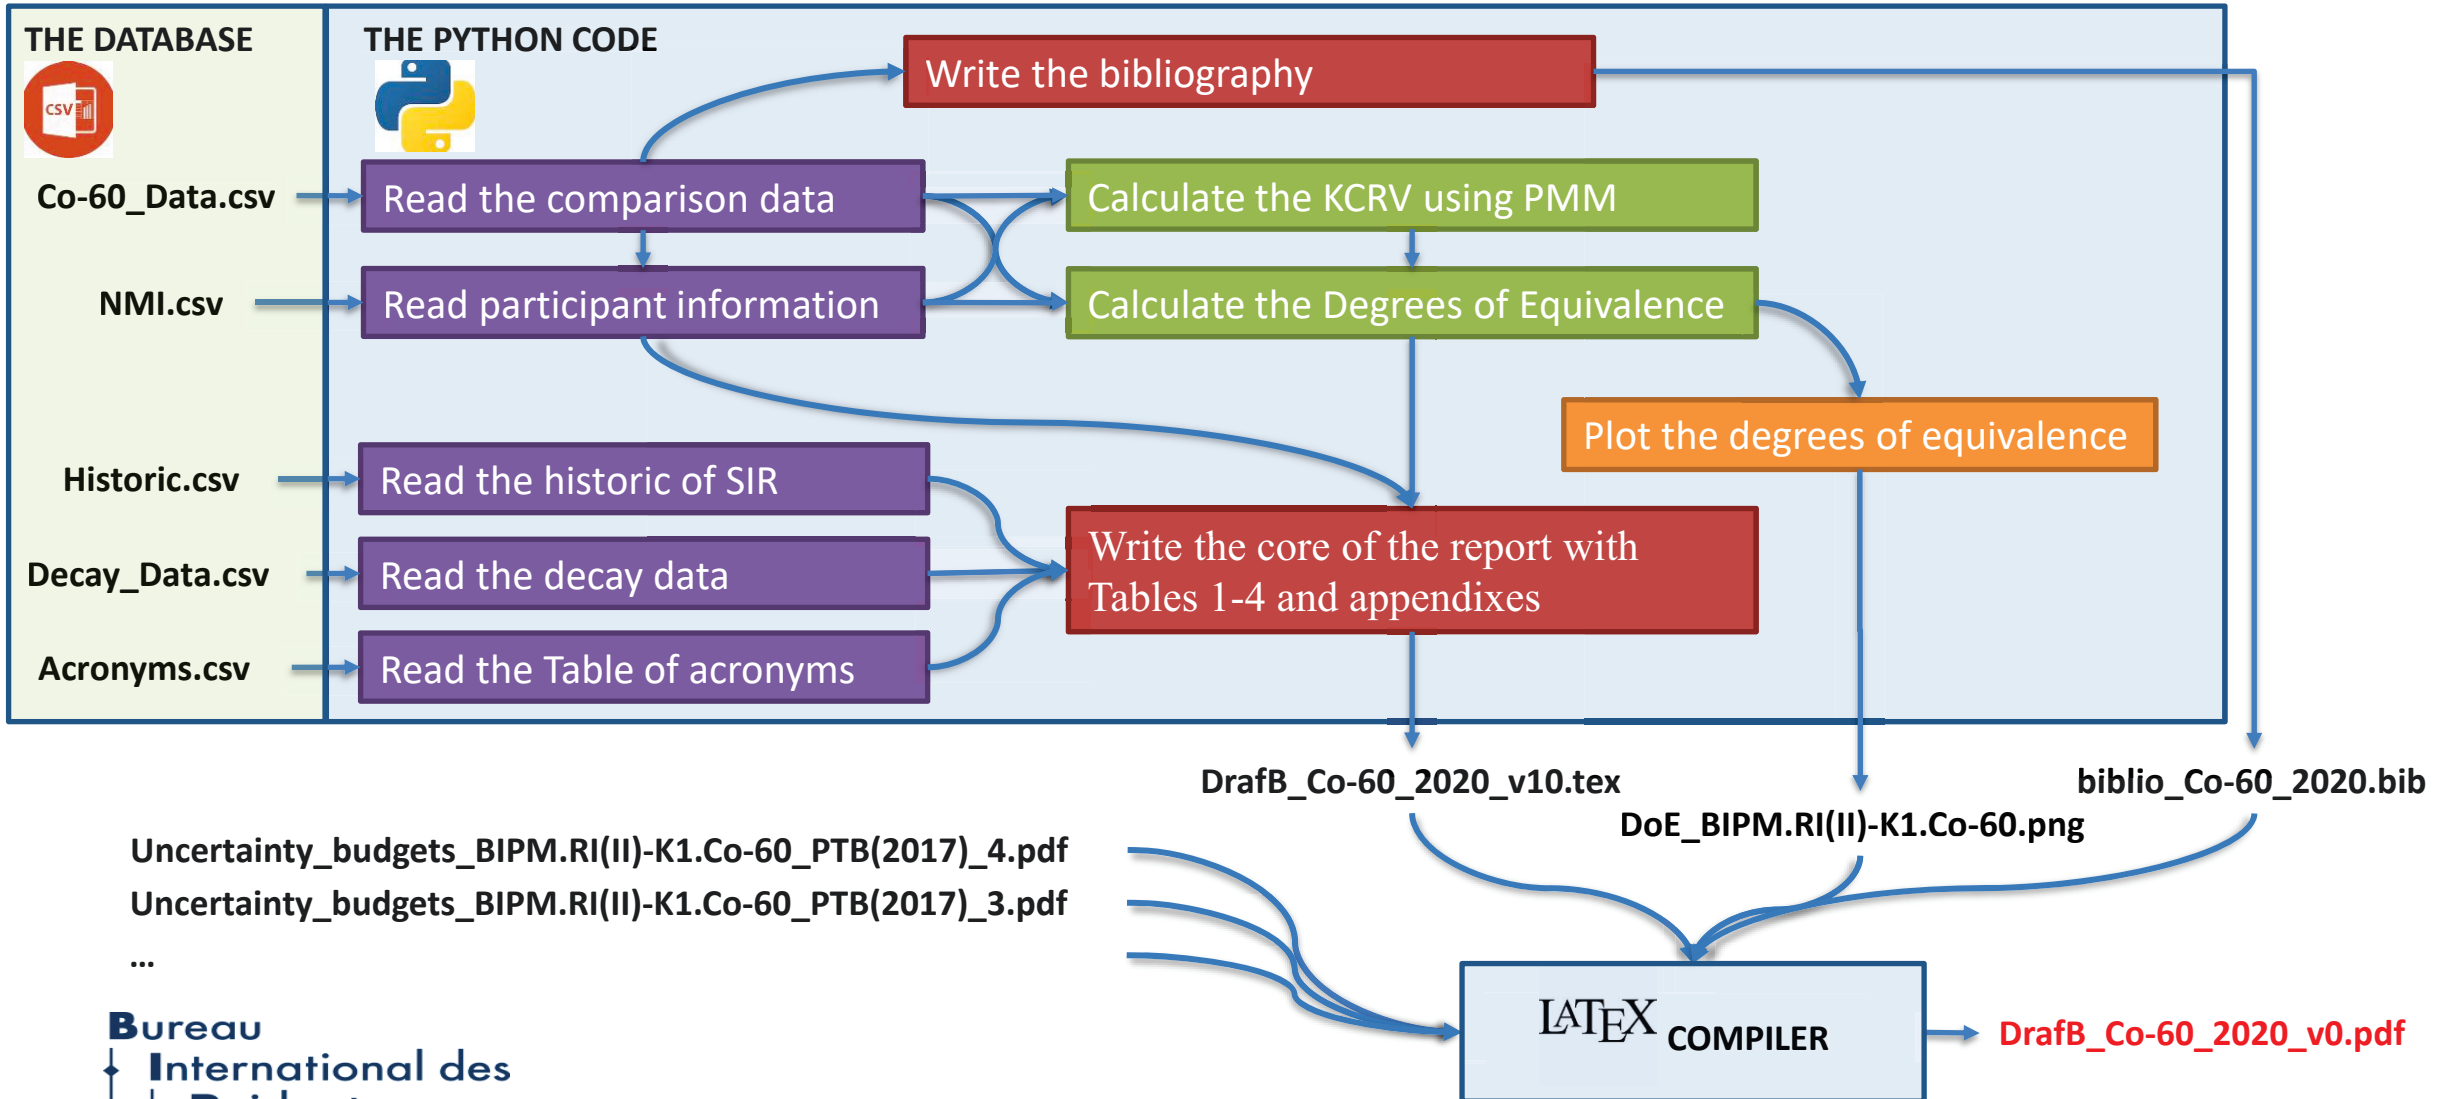 THE DATABASE
THE PYTHON CODE
CSV
Write the bibliography
Co-60_Data.csv
Read the comparison data
Calculate the KCRV using PMM
NMI.csv
Read participant information
Calculate the Degrees of Equivalence
Plot the degrees of equivalence
Historic.csv
Read the historic of SIR
Write the core of the report with
Tables 1-4 and appendixes
Decay_Data.csv
Read the decay data
Acronyms.csv
Read the Table of acronyms
DrafB_Co-60_2020_v10.tex
biblio_Co-60_2020.bib
DoE_BIPM.RI(II)-K1.Co-60.png
Uncertainty_budgets_BIPM.RI(II)-K1.Co-60_PTB(2017)_4.pdf
Uncertainty_budgets_BIPM.RI(II)-K1.Co-60_PTB(2017)_3.pdf
...
LATEX COMPILER
DrafB_Co-60_2020_v0.pdf
Bureau
International des